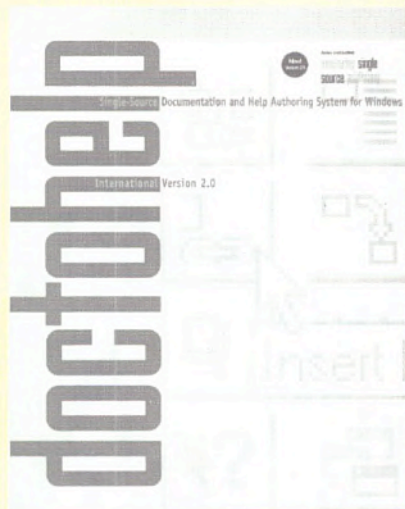 doctohelp
single
source
Single-Source Documentation and Help Authoring System for Windows
International Version 2.0
Insert